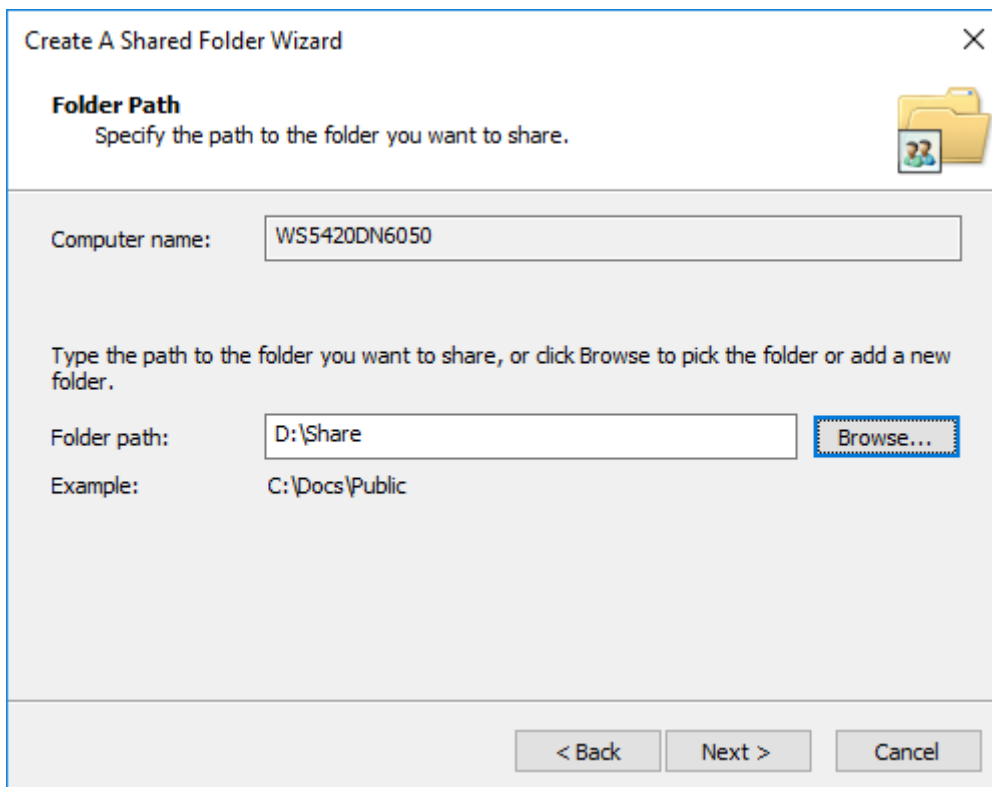 Create A Shared Folder Wizard
Folder Path
Specify the path to the folder you want to share.
Computer name: WS5420DN6050
Type the path to the folder you want to share, or click Browse to pick the folder or add a new
folder.
Folder path: D:\Share Browse...
Example: C:\Docs\Public
< Back Next > Cancel